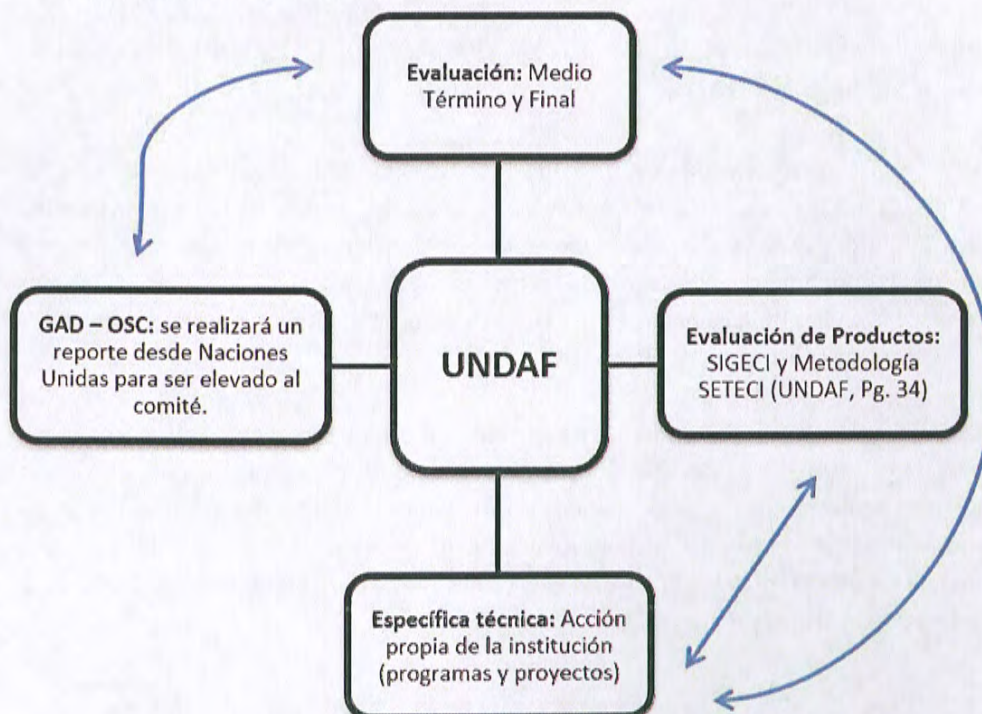 Evaluación: Medio
Término y Final
GAD – OSC: se realizará un
reporte desde Naciones
Unidas para ser elevado al
comité.
UNDAF
Evaluación de Productos:
SIGECI y Metodología
SETECI (UNDAF, Pg. 34)
Específica técnica: Acción
propia de la institución
(programas y proyectos)